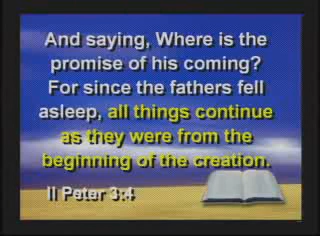 And saying, Where is the
promise of his coming?
For since the fathers fell
asleep, all things continue
as they were from the
beginning of the creation.
II Peter 3:4